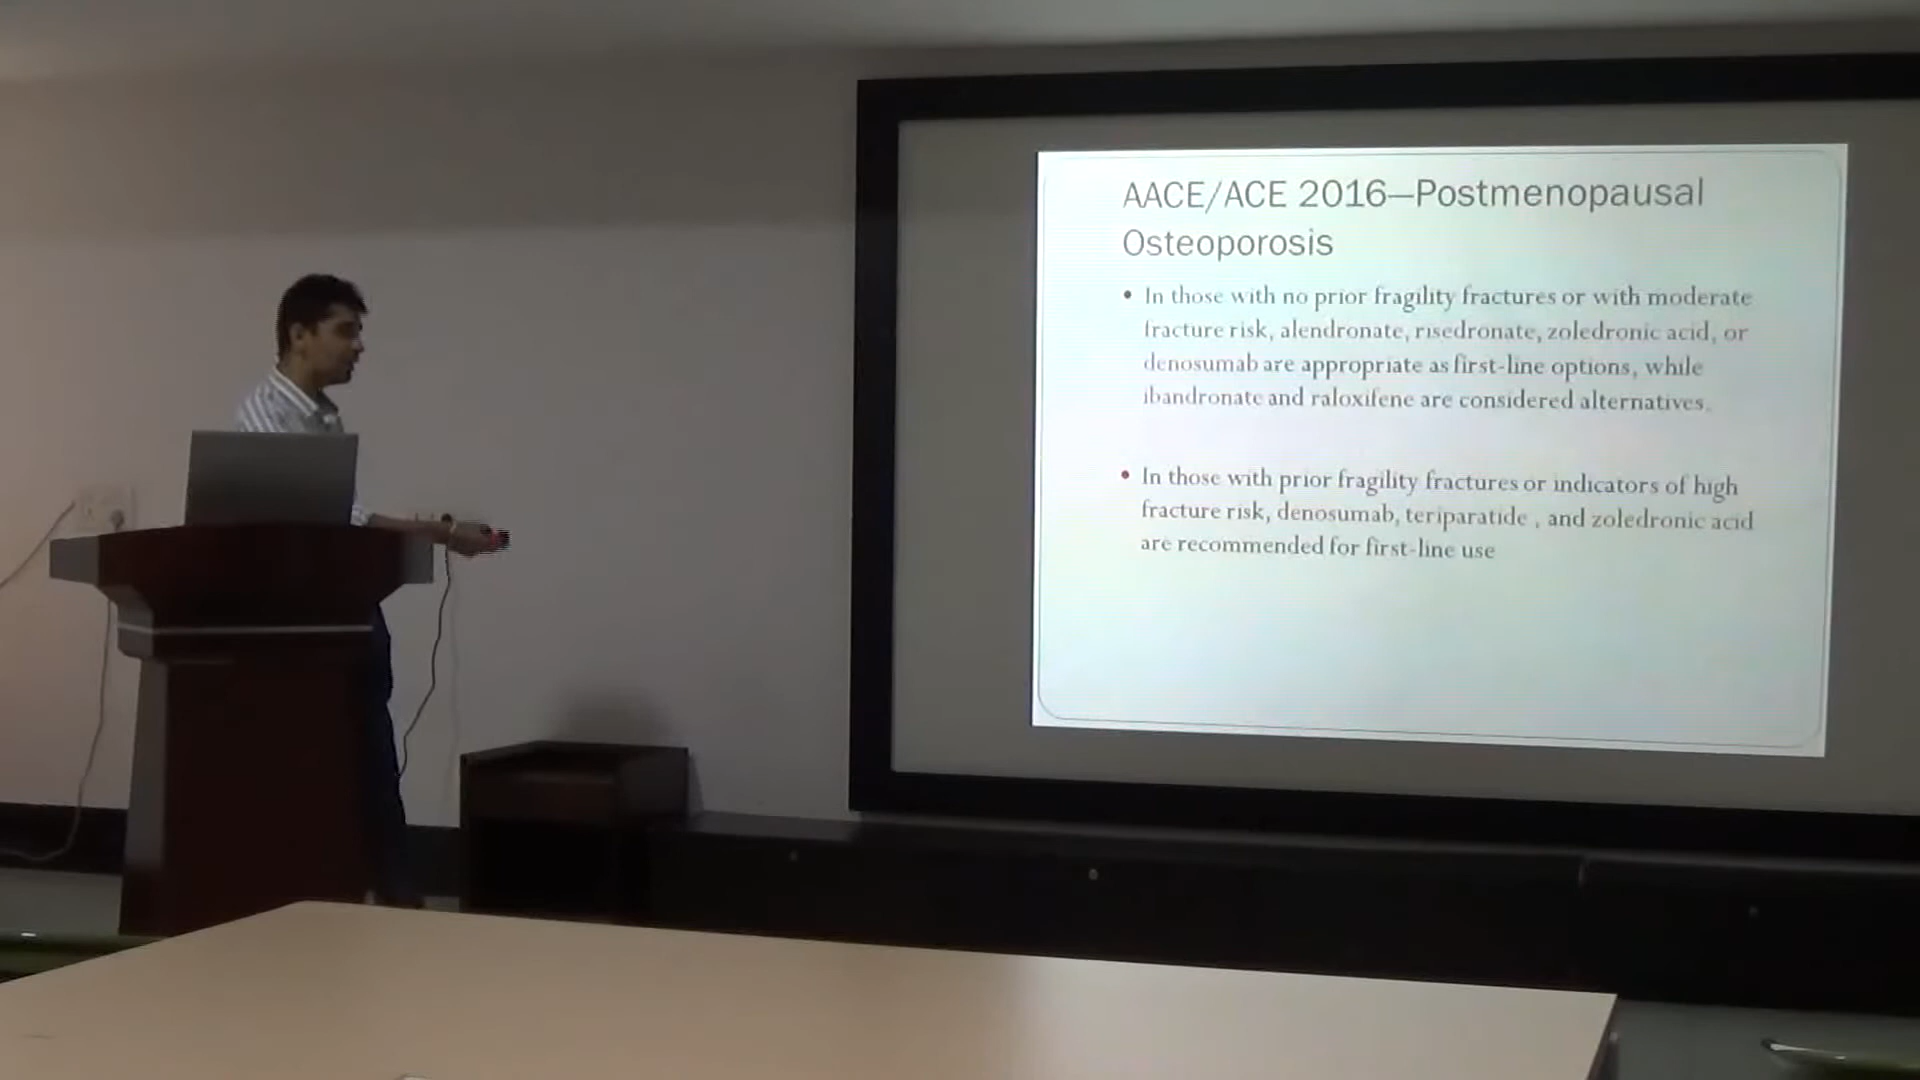 AACE/ACE 2016—Postmenopausal
Osteoporosis
• In those with no prior fragility fractures or with moderate
fracture risk, alendronate, risedronate, zoledronic acid, or
denosumab are appropriate as first-line options, while
ibandronate and raloxifene are considered alternatives.
• In those with prior fragility fractures or indicators of high
fracture risk, denosumab, teriparatide , and zoledronic acid
are recommended for first-line use